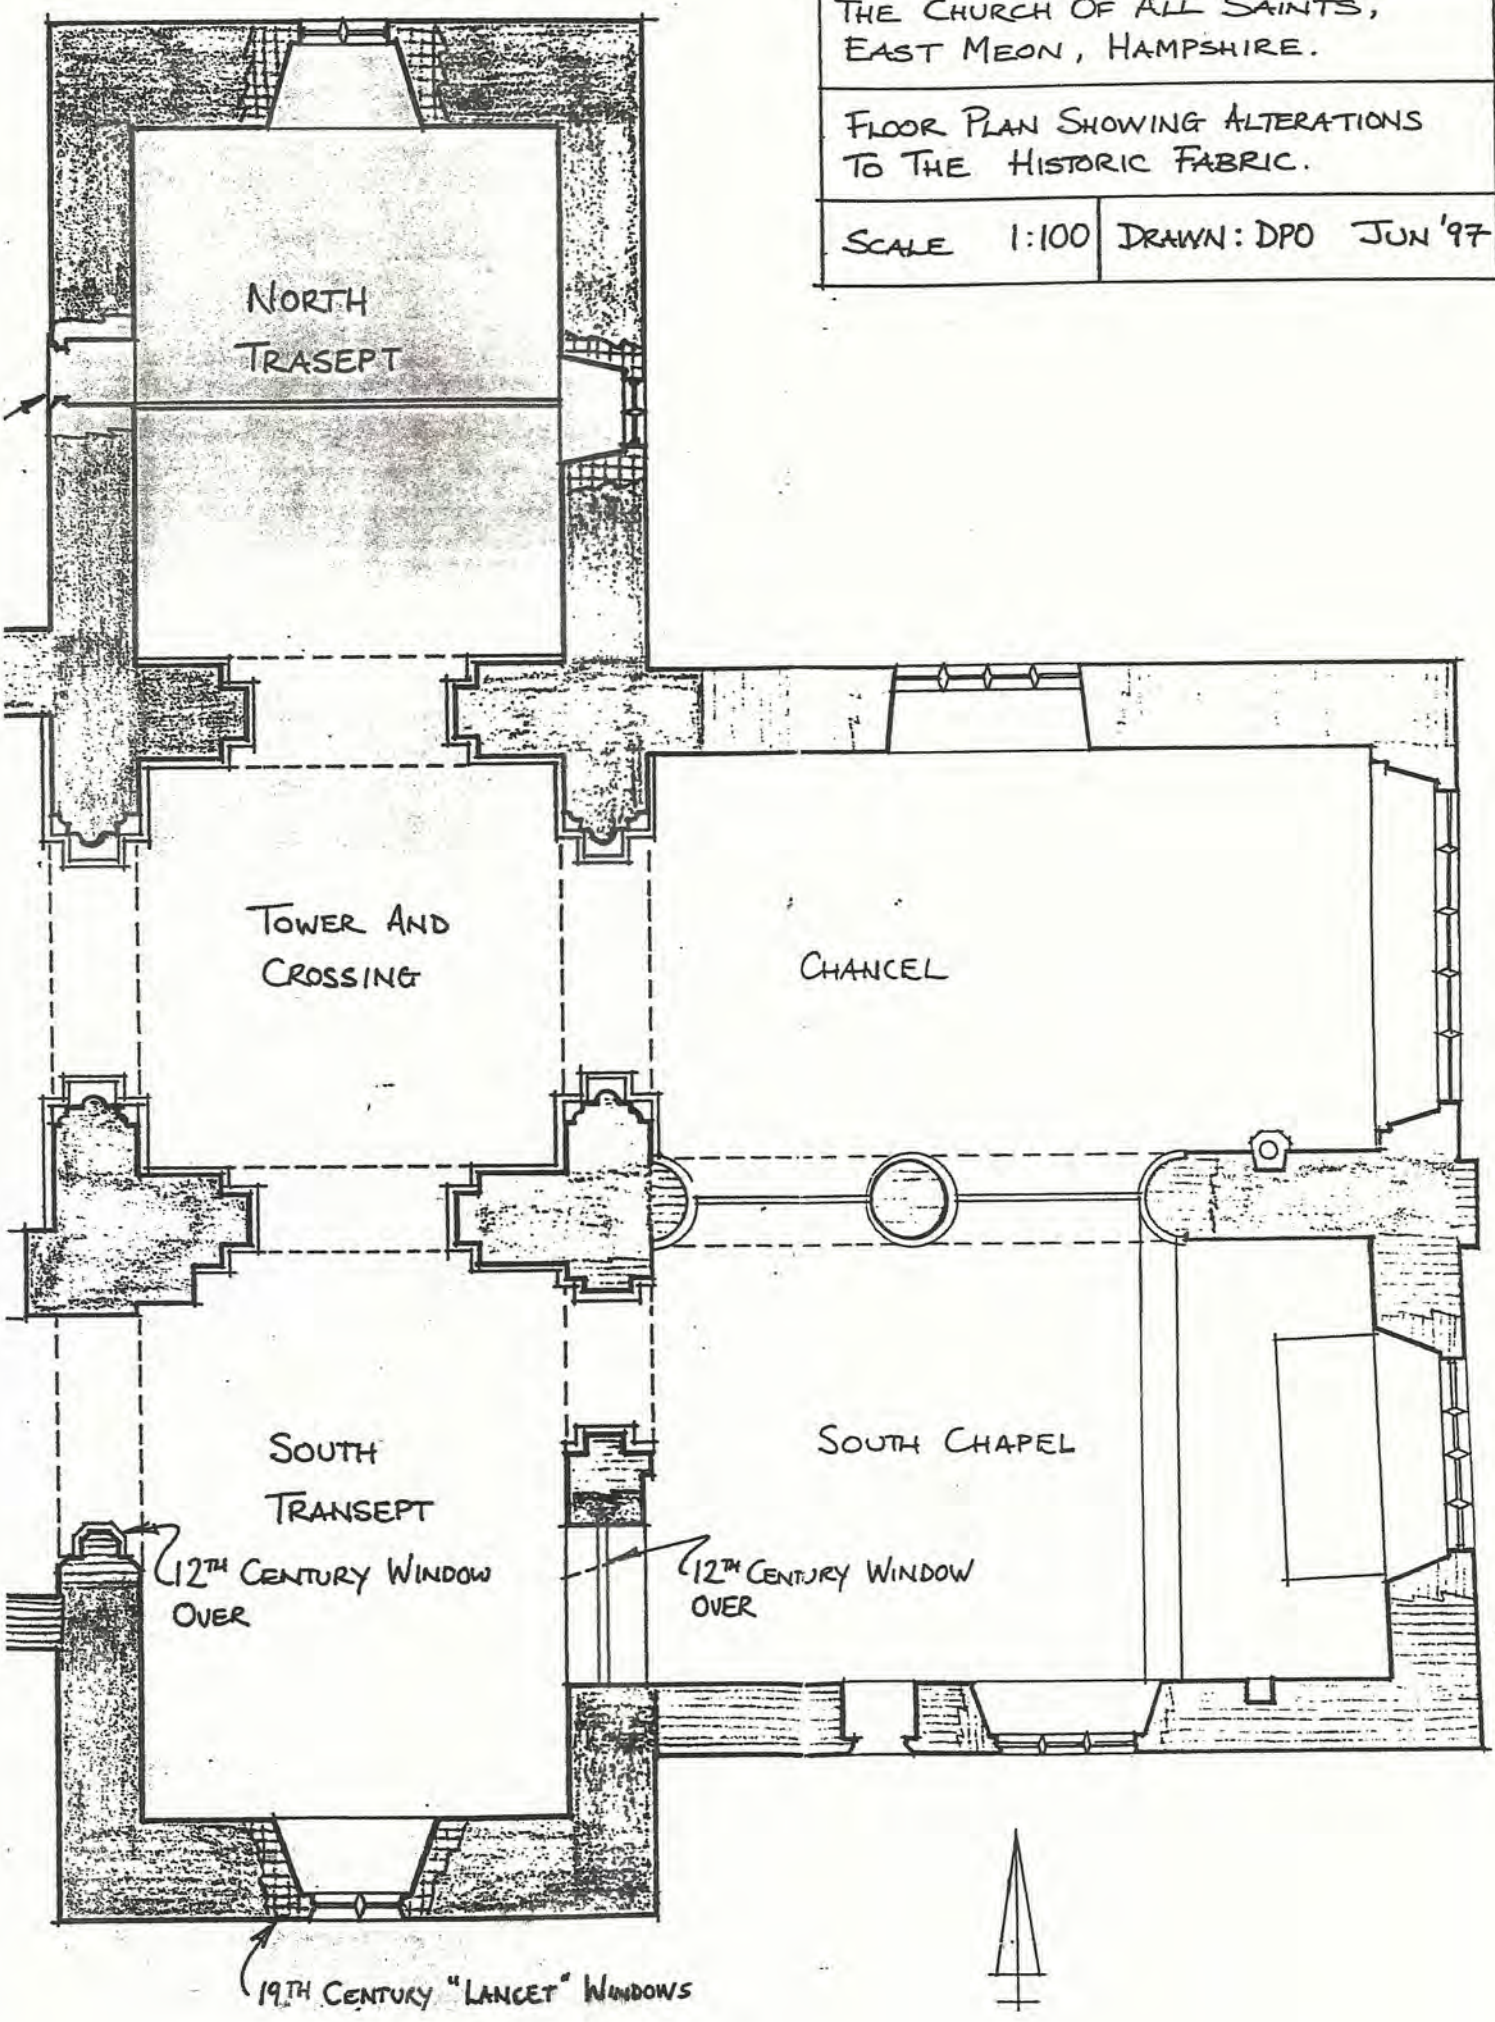 THE CHURCH OF ALL SAINTS,
EAST MEON, HAMPSHIRE.
FLOOR PLAN SHOWING ALTERATIONS
TO THE HISTORIC FABRIC.
SCALE 1:100 DRAWN: DPO JUN '97
NORTH
TRASEPT
TOWER AND
CROSSING
CHANCEL
SOUTH
TRANSEPT
SOUTH CHAPEL
12TH CENTURY WINDOW
OVER
12TH CENTURY WINDOW
OVER
19TH CENTURY "LANCET" WINDOWS